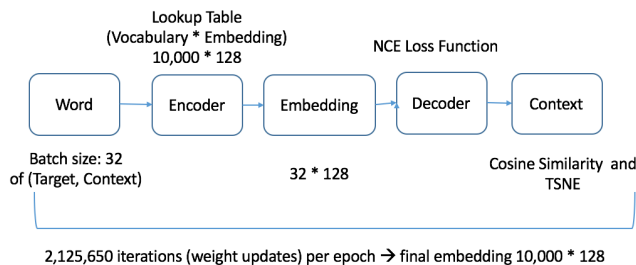 Lookup Table
(Vocabulary * Embedding)
10,000 * 128
NCE Loss Function
Word
Encoder
Embedding
Decoder
Context
Batch size: 32
of (Target, Context)
32 * 128
Cosine Similarity and
TSNE
2,125,650 iterations (weight updates) per epoch → final embedding 10,000 * 128